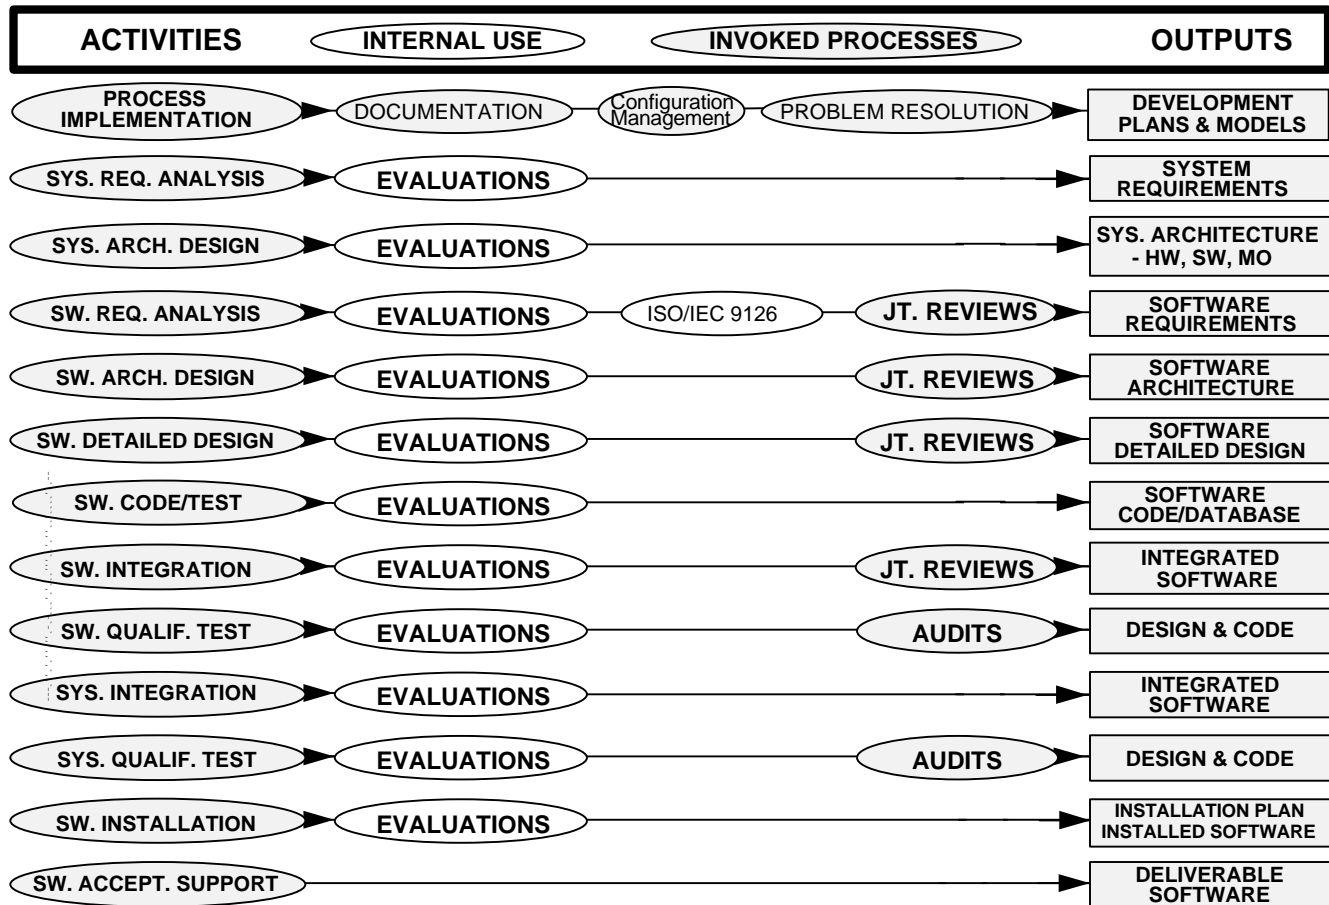 ACTIVITIES INTERNAL USE INVOKED PROCESSES OUTPUTS
PROCESS
IMPLEMENTATION
DOCUMENTATION
Configuration
Management
PROBLEM RESOLUTION
DEVELOPMENT
PLANS & MODELS
SYS. REQ. ANALYSIS
EVALUATIONS
SYSTEM
REQUIREMENTS
SYS. ARCH. DESIGN
EVALUATIONS
SYS. ARCHITECTURE
- HW, SW, MO
SW. REQ. ANALYSIS
EVALUATIONS
ISO/IEC 9126
JT. REVIEWS
SOFTWARE
REQUIREMENTS
SW. ARCH. DESIGN
EVALUATIONS
JT. REVIEWS
SOFTWARE
ARCHITECTURE
SW. DETAILED DESIGN
EVALUATIONS
JT. REVIEWS
SOFTWARE
DETAILED DESIGN
SW. CODE/TEST
EVALUATIONS
SOFTWARE
CODE/DATABASE
SW. INTEGRATION
EVALUATIONS
JT. REVIEWS
INTEGRATED
SOFTWARE
SW. QUALIF. TEST
EVALUATIONS
AUDITS
DESIGN & CODE
SYS. INTEGRATION
EVALUATIONS
INTEGRATED
SOFTWARE
SYS. QUALIF. TEST
EVALUATIONS
AUDITS
DESIGN & CODE
SW. INSTALLATION
EVALUATIONS
INSTALLATION PLAN
INSTALLED SOFTWARE
SW. ACCEPT. SUPPORT
DELIVERABLE
SOFTWARE